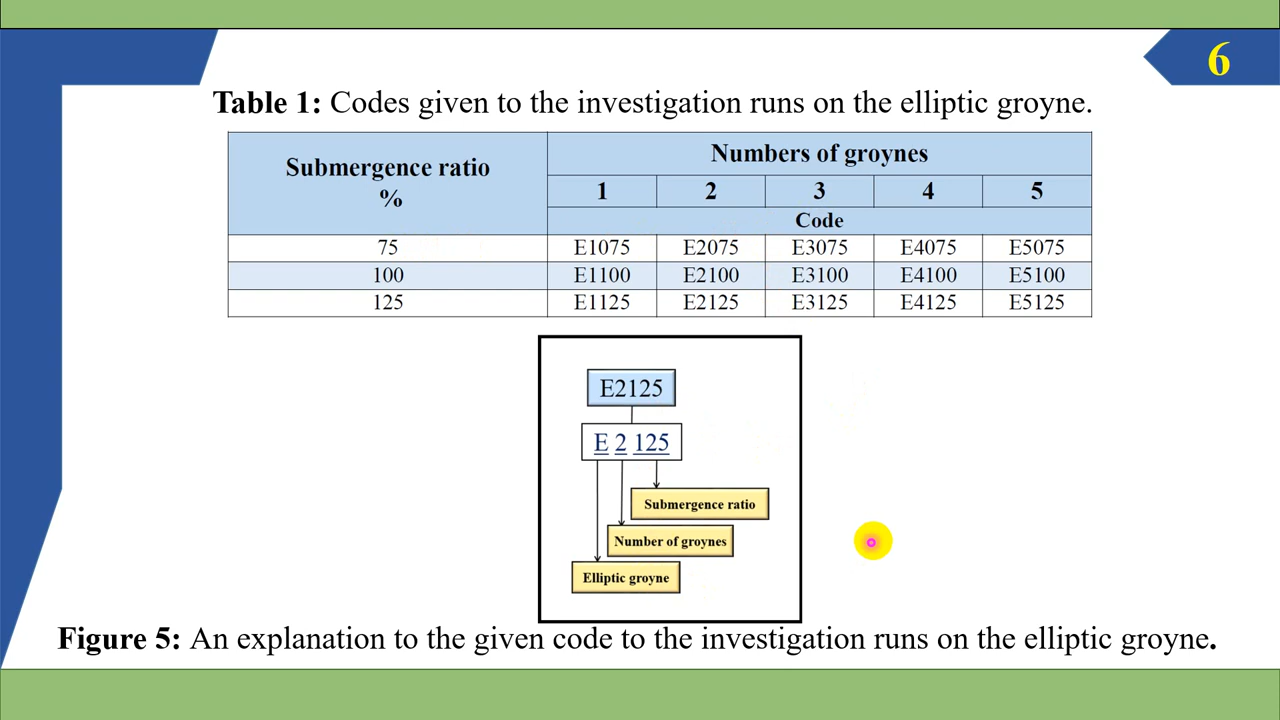 6
Table 1: Codes given to the investigation runs on the elliptic groyne.
Submergence ratio
%
Numbers of groynes
1 2 3 4 5
Code
75 E1075 E2075 E3075 E4075 E5075
100 E1100 E2100 E3100 E4100 E5100
125 E1125 E2125 E3125 E4125 E5125
E2125
E 2 125
Submergence ratio
Number of groynes
Elliptic groyne
Figure 5: An explanation to the given code to the investigation runs on the elliptic groyne.